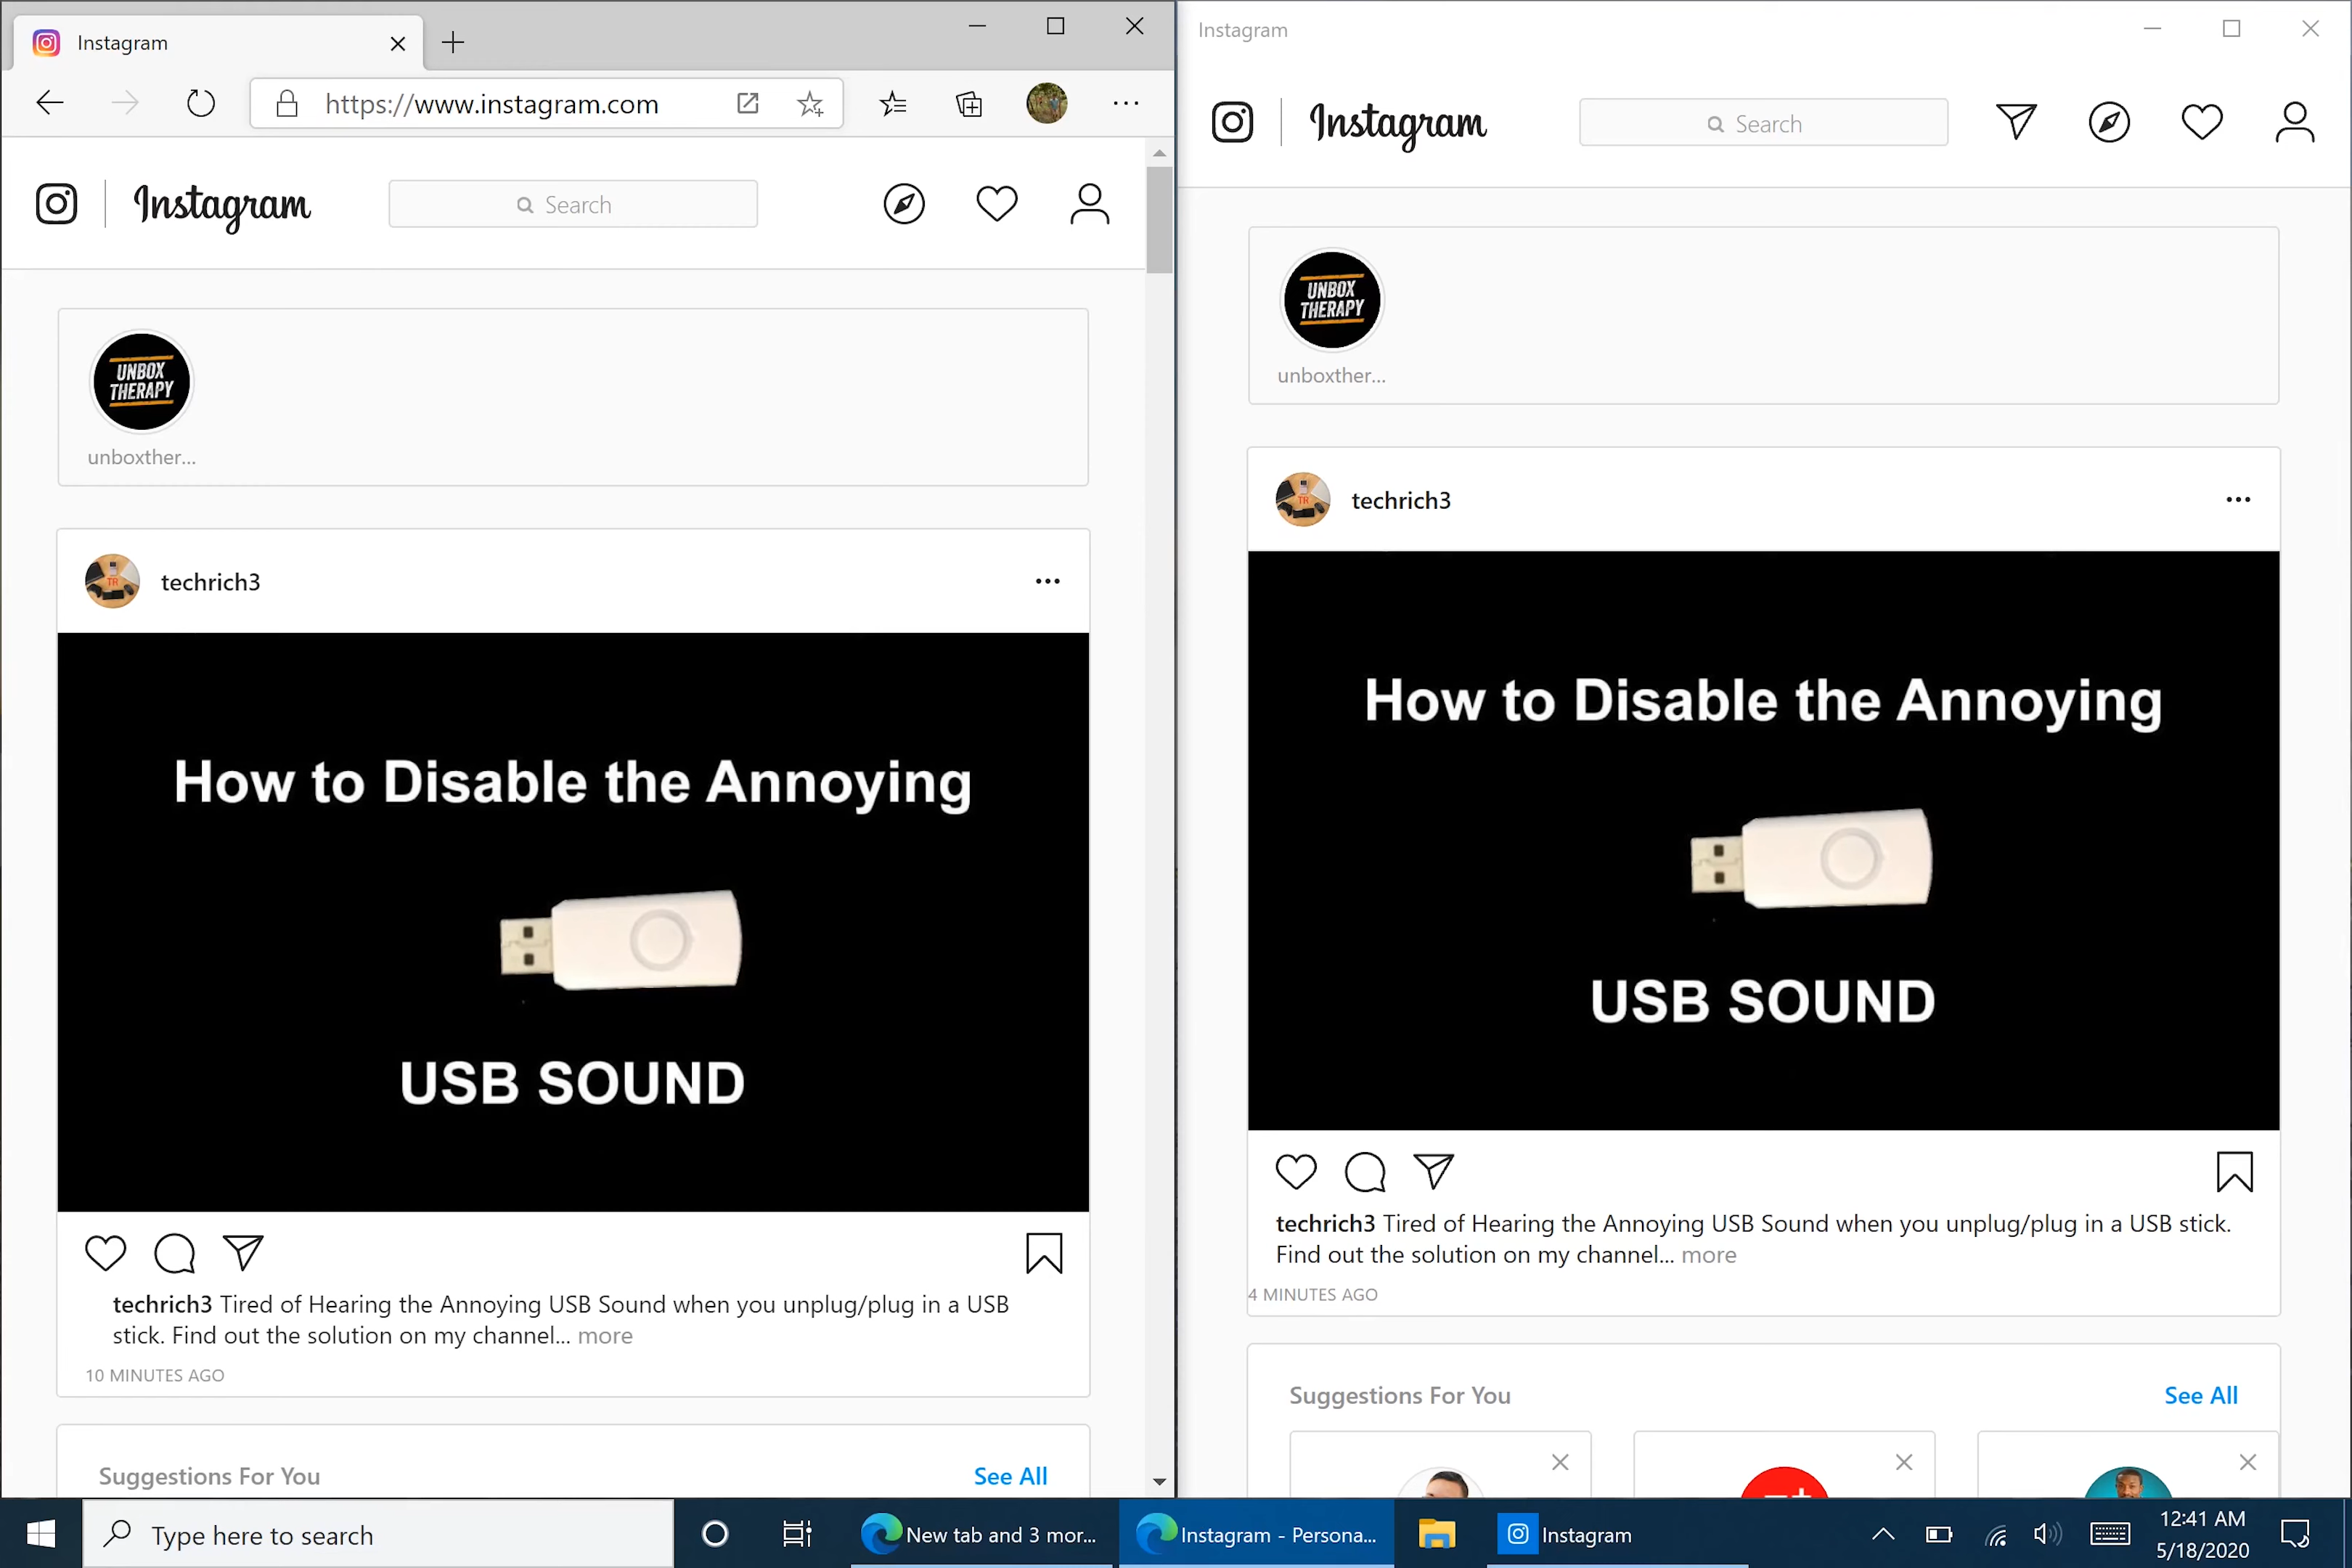 Instagram
https://www.instagram.com
Instagram
Search
UNBOX
THERAPY
unboxther...
techrich3
How to Disable the Annoying
USB SOUND
techrich3 Tired of Hearing the Annoying USB Sound when you unplug/plug in a USB
stick. Find out the solution on my channel... more
10 MINUTES AGO
Suggestions For You
See All
Instagram
Instagram
Search
UNBOX
THERAPY
unboxther...
TR
techrich3
How to Disable the Annoying
USB SOUND
techrich3 Tired of Hearing the Annoying USB Sound when you unplug/plug in a USB stick.
Find out the solution on my channel... more
4 MINUTES AGO
Suggestions For You
See All
Type here to search
New tab and 3 mor...
Instagram - Persona...
Instagram
12:41 AM
5/18/2020